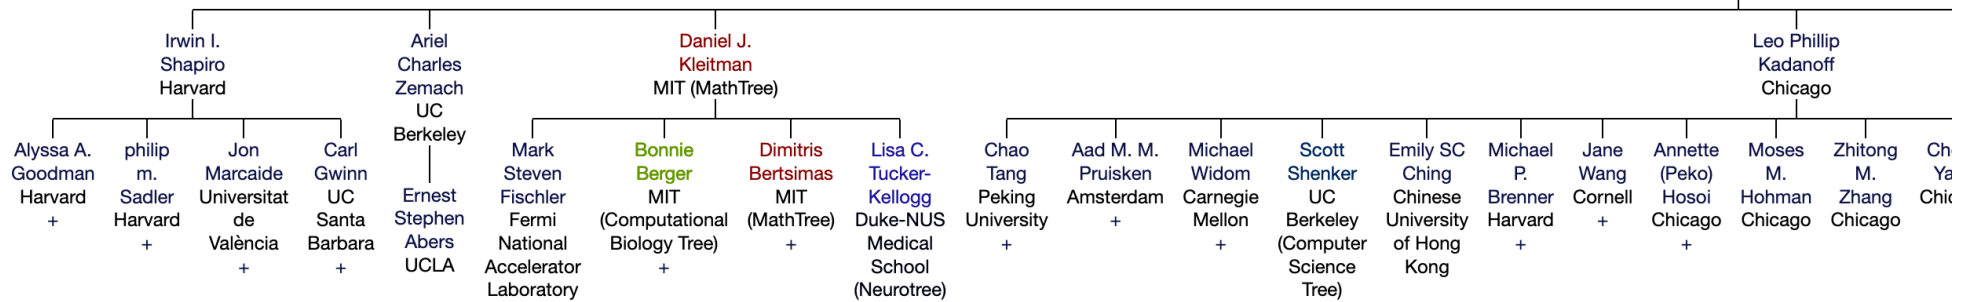 Irwin I.
Shapiro
Harvard
Ariel
Charles
Zemach
UC
Berkeley
Daniel J.
Kleitman
MIT (MathTree)
Leo Phillip
Kadanoff
Chicago
Alyssa A.
Goodman
Harvard
+
philip
m.
Sadler
Harvard
+
Jon
Marcaide
Universitat
de
València
+
Carl
Gwinn
UC
Santa
Barbara
+
Ernest
Stephen
Abers
UCLA
Mark
Steven
Fischler
Fermi
National
Accelerator
Laboratory
Bonnie
Berger
MIT
(Computational
Biology Tree)
+
Dimitris
Bertsimas
MIT
(MathTree)
+
Lisa C.
Tucker-
Kellogg
Duke-NUS
Medical
School
(Neurotree)
Chao
Tang
Peking
University
+
Aad M. M.
Pruisken
Amsterdam
+
Michael
Widom
Carnegie
Mellon
+
Scott
Shenker
UC
Berkeley
(Computer
Science
Tree)
Emily SC
Ching
Chinese
University
of Hong
Kong
Michael
P.
Brenner
Harvard
+
Jane
Wang
Cornell
+
Annette
(Peko)
Hosoi
Chicago
+
Moses
M.
Hohman
Chicago
Zhitong
M.
Zhang
Chicago